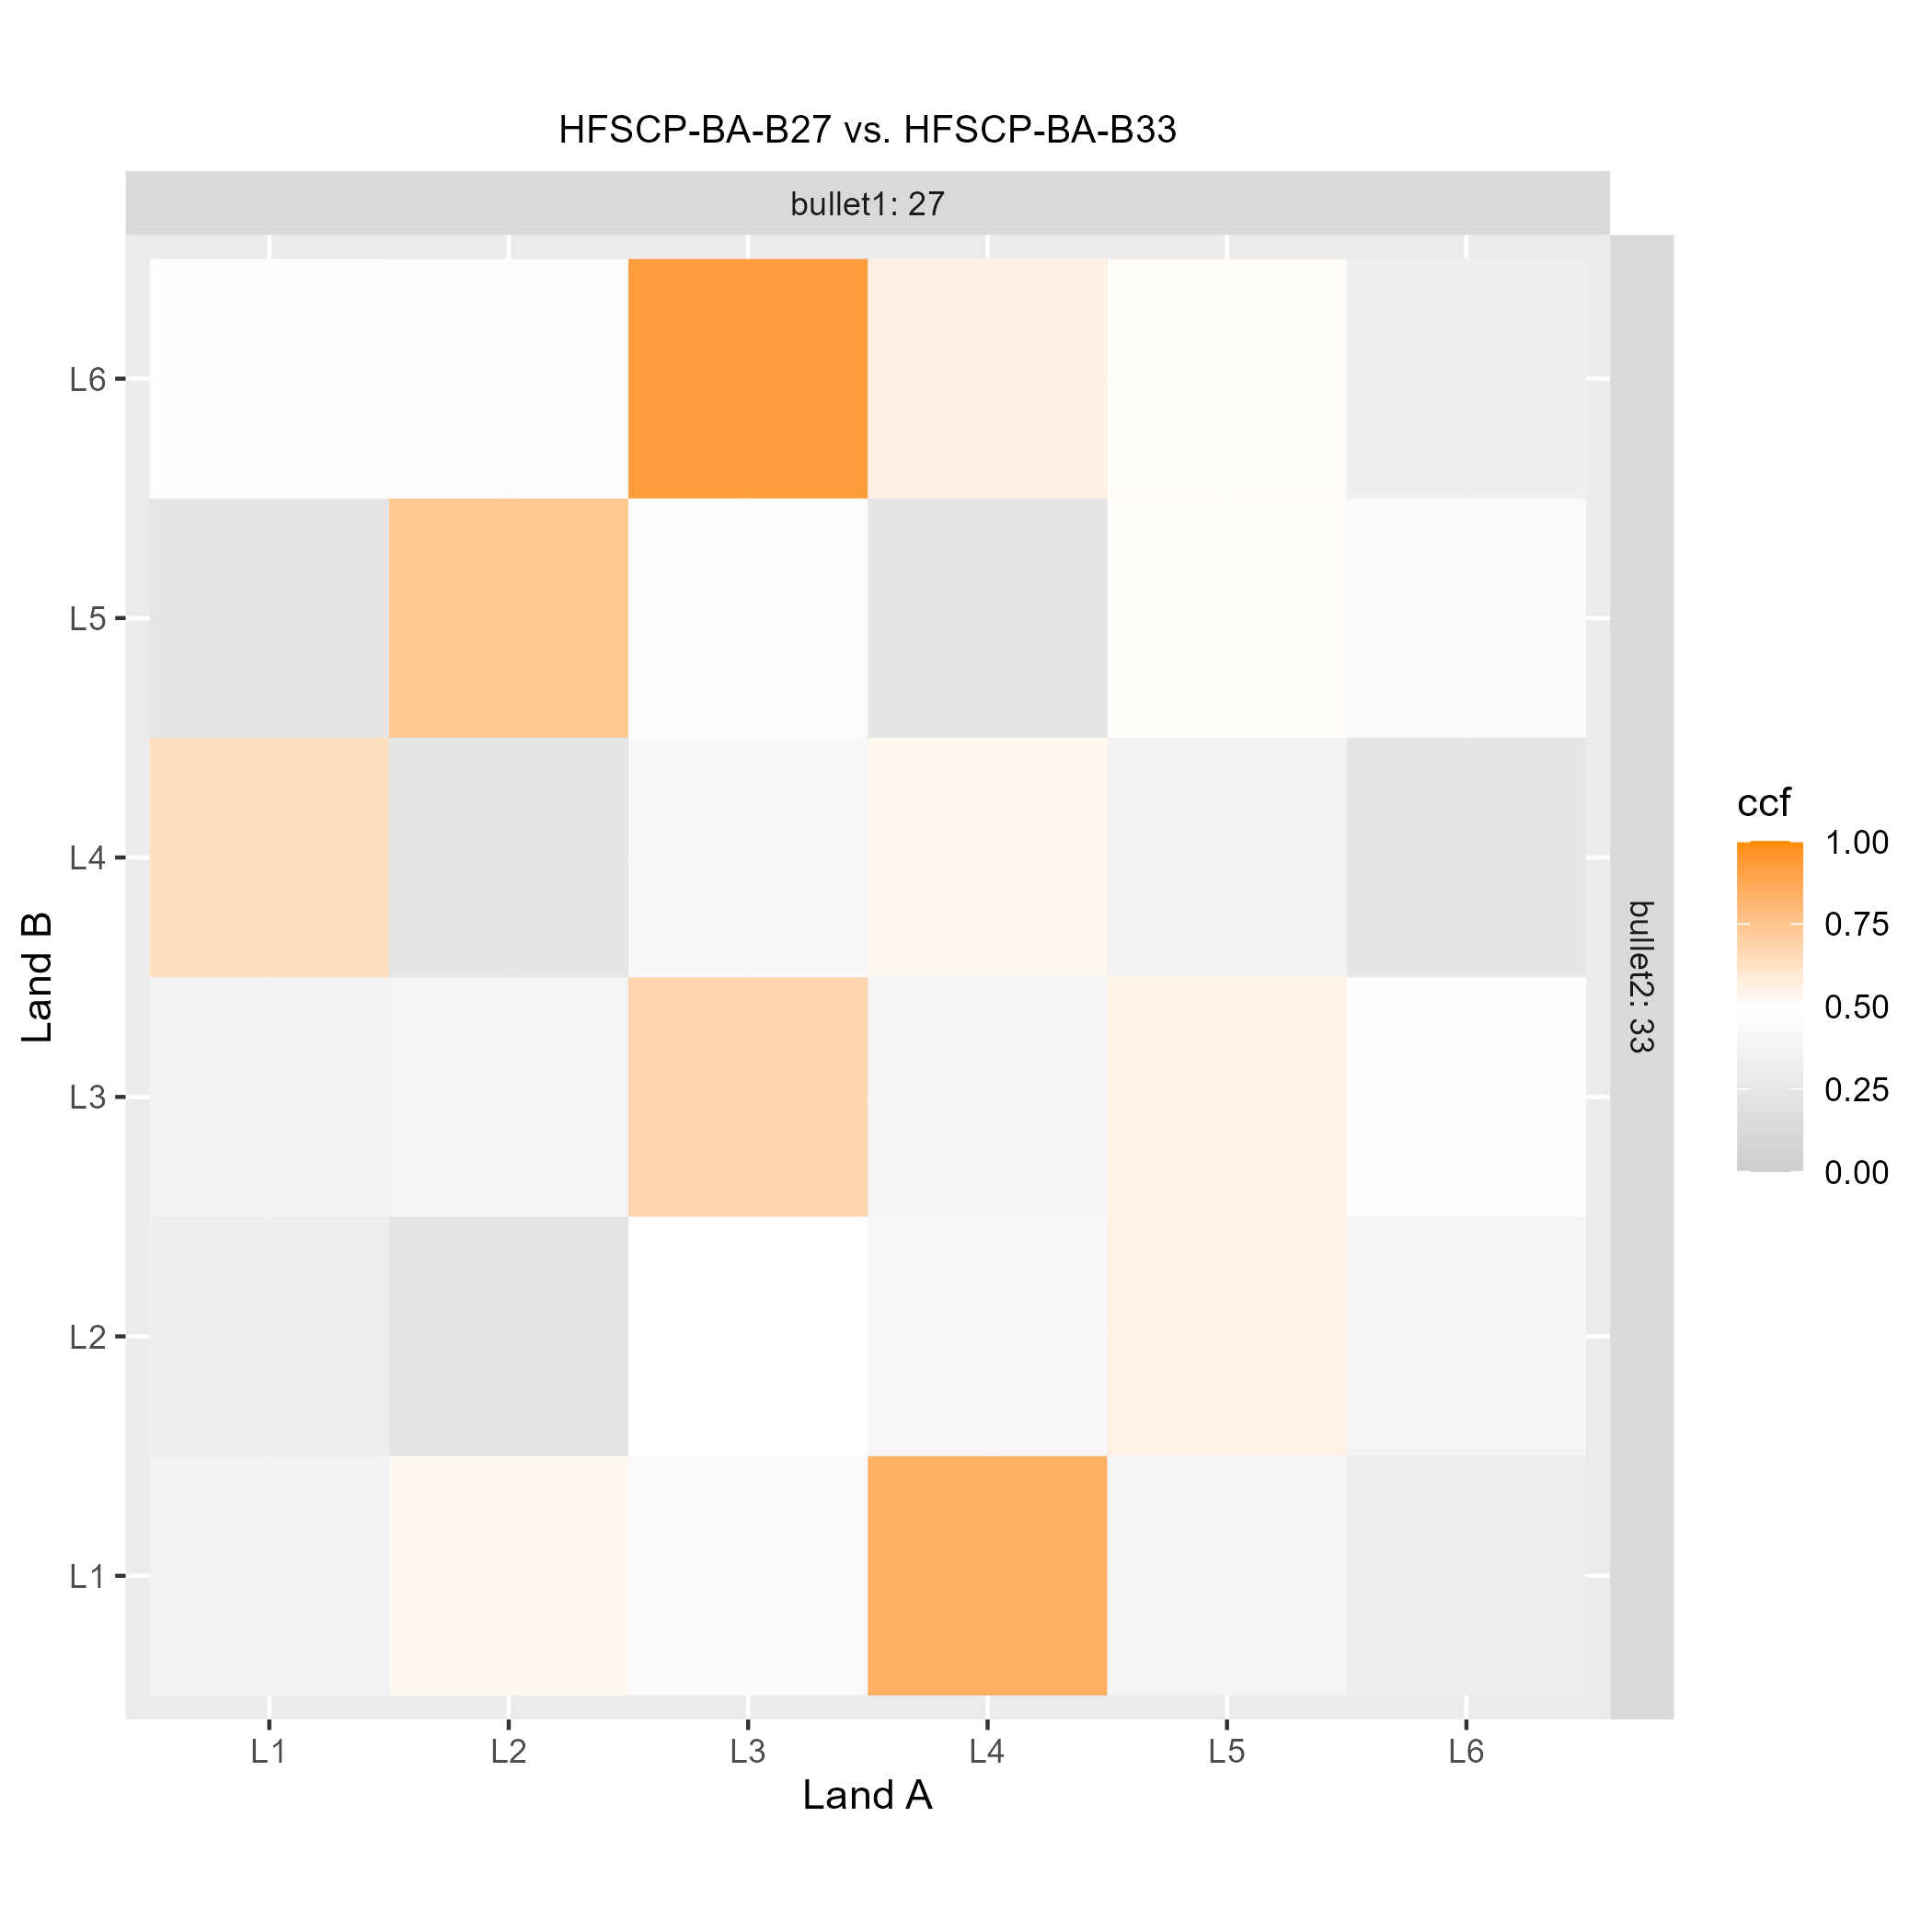 HFSCP-BA-B27 vs. HFSCP-BA-B33
bullet1: 27
L6
L5
L4
L3
L2
L1
Land B
bullet2: 33
L1 L2 L3 L4 L5 L6
Land A
ccf
1.00
0.75
0.50
0.25
0.00